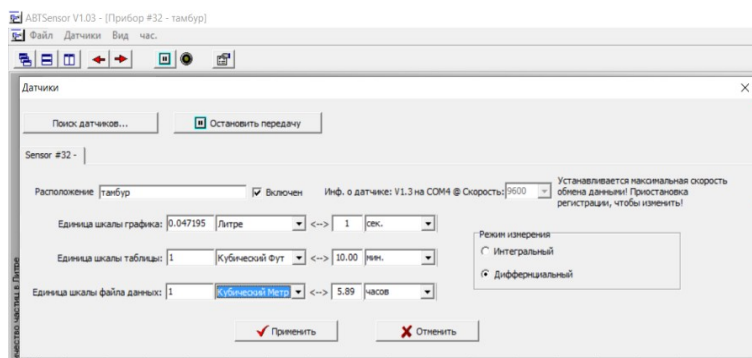 ABTSensor V1.03 - [Прибор #32 - тамбур]
Файл Датчики Вид час.
Датчики
Поиск датчиков... Остановить передачу
Sensor #32 -
Расположение тамбур Включен Инф. о датчике: V1.3 на COM4 @ Скорость: 9600
Устанавливается максимальная скорость
обмена данными! Приостановка
регистрации, чтобы изменить!
Единица шкалы графика: 0.047195 Литре <--> 1 сек.
Единица шкалы таблицы: 1 Кубический Фут <--> 10.00 мин.
Единица шкалы файла данных: 1 Кубический Метр <--> 5.89 часов
Режим измерения
Интегральный
Дифференциальный
Применить Отменить
чество частиц в Литре